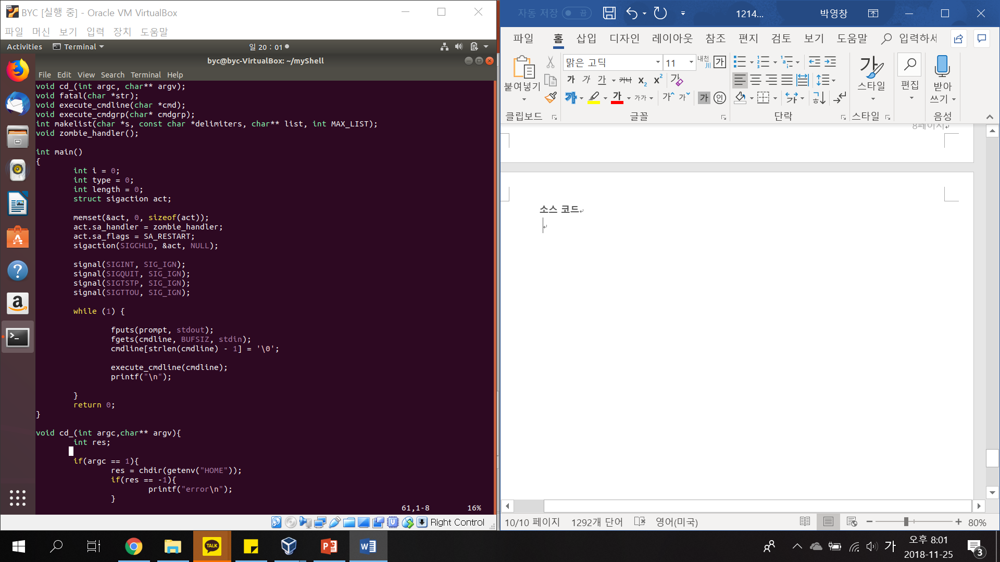 BYC [실행 중] - Oracle VM VirtualBox
파일 머신 보기 입력 장치 도움말
Activities Terminal 일 20 : 01
byc@byc-VirtualBox: ~/myShell
File Edit View Search Terminal Help
void cd_(int argc, char** argv);
void fatal(char *str);
void execute_cmdline(char *cmd);
void execute_cmdgrp(char* cmdgrp);
int makelist(char *s, const char *delimiters, char** list, int MAX_LIST);
void zombie_handler();
int main()
{
int i = 0;
int type = 0;
int length = 0;
struct sigaction act;
memset(&act, 0, sizeof(act));
act.sa_handler = zombie_handler;
act.sa_flags = SA_RESTART;
sigaction(SIGCHLD, &act, NULL);
signal(SIGINT, SIG_IGN);
signal(SIGQUIT, SIG_IGN);
signal(SIGTSTP, SIG_IGN);
signal(SIGTTOU, SIG_IGN);
while (1) {
fputs(prompt, stdout);
fgets(cmdline, BUFSIZ, stdin);
cmdline[strlen(cmdline) - 1] = '\0';
execute_cmdline(cmdline);
printf("\n");
}
return 0;
}
void cd_(int argc,char** argv){
int res;
if(argc == 1){
res = chdir(getenv("HOME"));
if(res == -1){
printf("error\n");
}
61,1-8 16%
Right Control
자동 저장 끔 1214... 박영창
파일 홈 삽입 디자인 레이아웃 참조 편지 검토 보기 도움말 입력하세
붙여넣기
맑은 고딕 11
스타일
편집
받아
쓰기
클립보드 글꼴 단락 스타일 음성
8페이지
소스 코드
10/10 페이지 1292개 단어 영어(미국) 80%
TALK
가 오후 8:01
2018-11-25
3